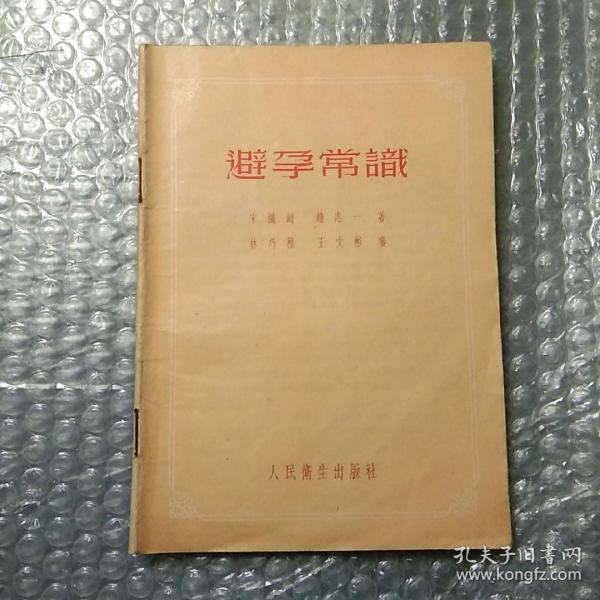 避孕常識
宋鴻釗 錢志一 著
林巧稚 王文彬 審
人民衛生出版社
孔夫子旧书网
www.kongfz.com